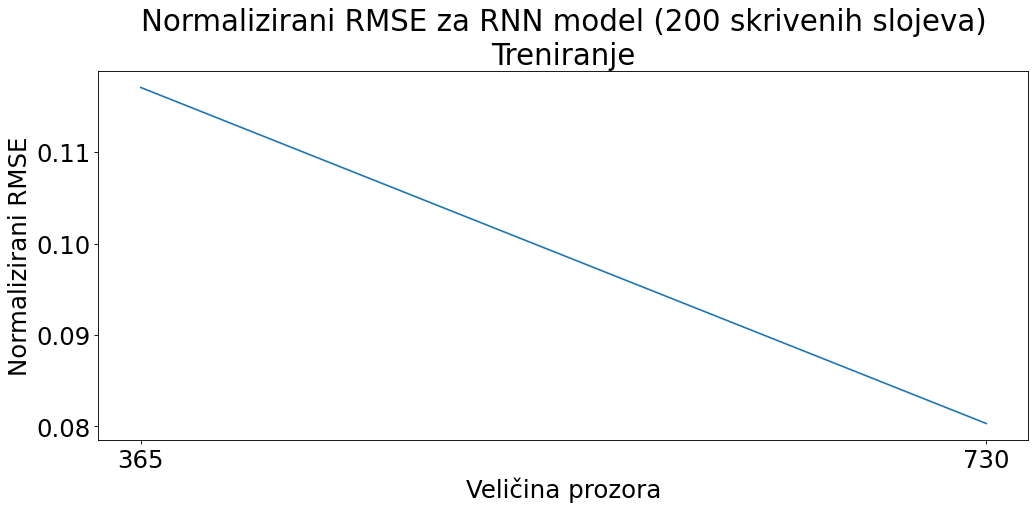 Normalizirani RMSE za RNN model (200 skrivenih slojeva)
Treniranje
Normalizirani RMSE
0.11
0.10
0.09
0.08
365
730
Veličina prozora